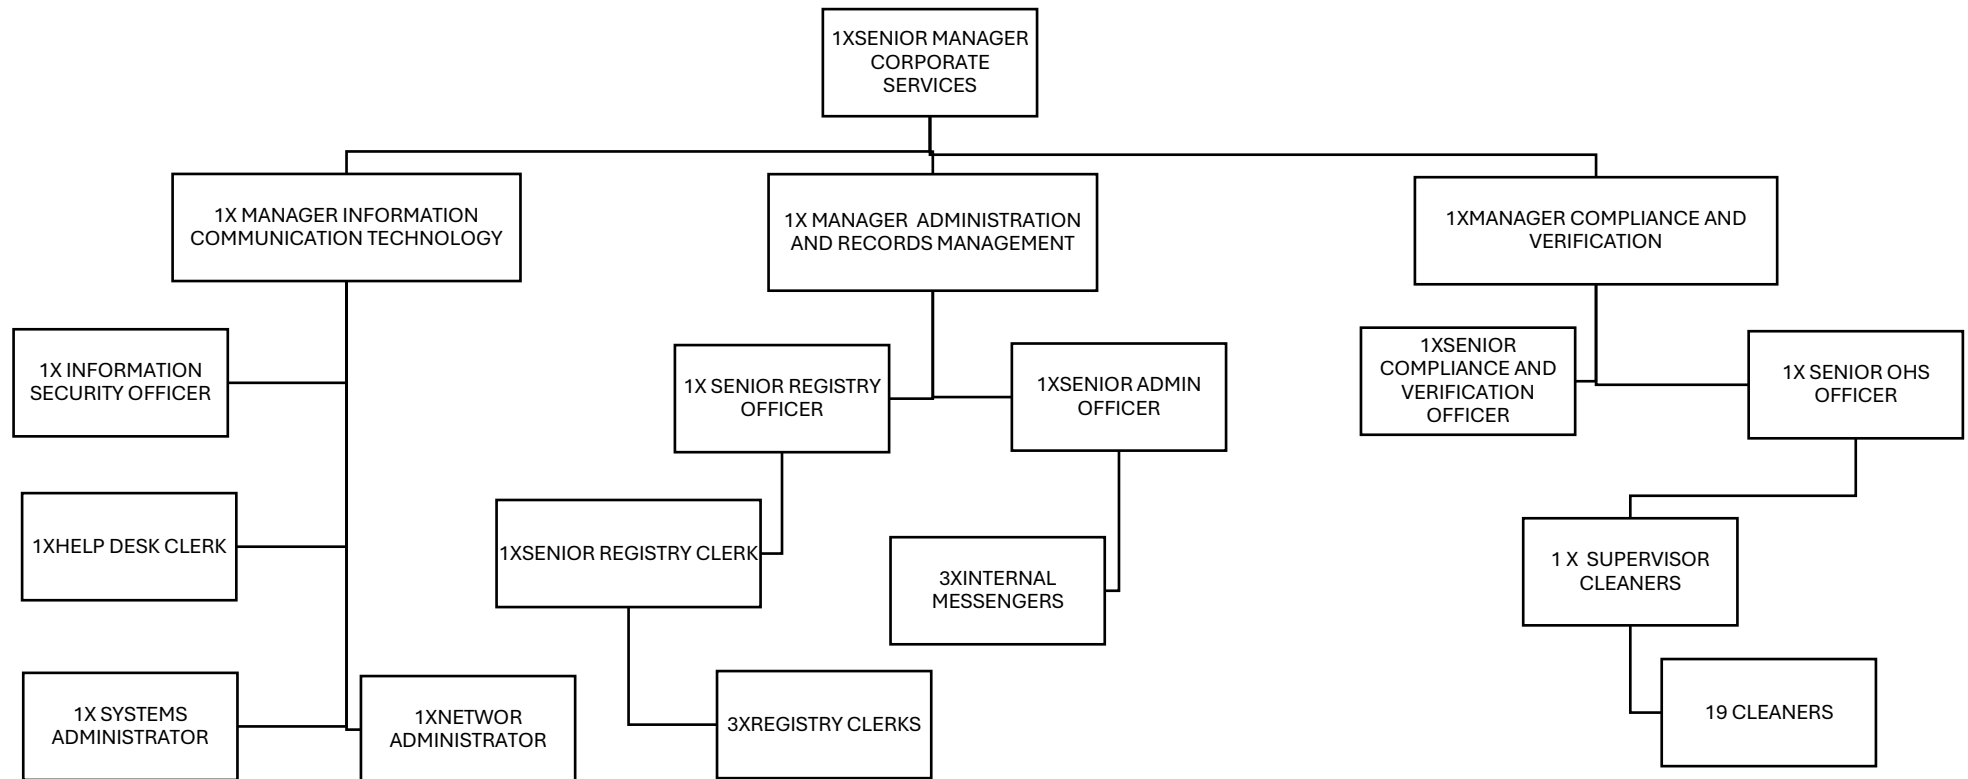 1XSENIOR MANAGER
CORPORATE
SERVICES
1X MANAGER INFORMATION
COMMUNICATION TECHNOLOGY
1X MANAGER  ADMINISTRATION
AND RECORDS MANAGEMENT
1XMANAGER COMPLIANCE AND
VERIFICATION
1X INFORMATION
SECURITY OFFICER
1X SENIOR REGISTRY
OFFICER
1XSENIOR ADMIN
OFFICER
1XSENIOR
COMPLIANCE AND
VERIFICATION
OFFICER
1X SENIOR OHS
OFFICER
1XHELP DESK CLERK
1XSENIOR REGISTRY CLERK
3XINTERNAL
MESSENGERS
1 X  SUPERVISOR
CLEANERS
1X SYSTEMS
ADMINISTRATOR
1XNETWOR
ADMINISTRATOR
3XREGISTRY CLERKS
19 CLEANERS